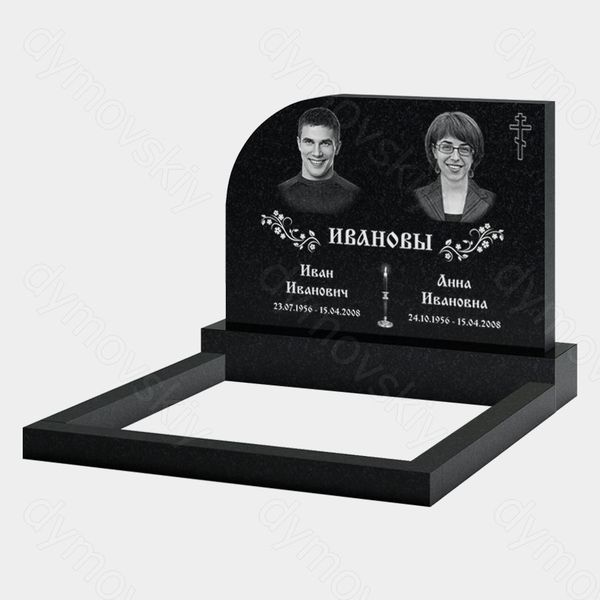 ИВАНОВЫ
Иван
Иванович
23.07.1956 - 15.04.2008
Анна
Ивановна
24.10.1956 - 15.04.2008
dymovskiy